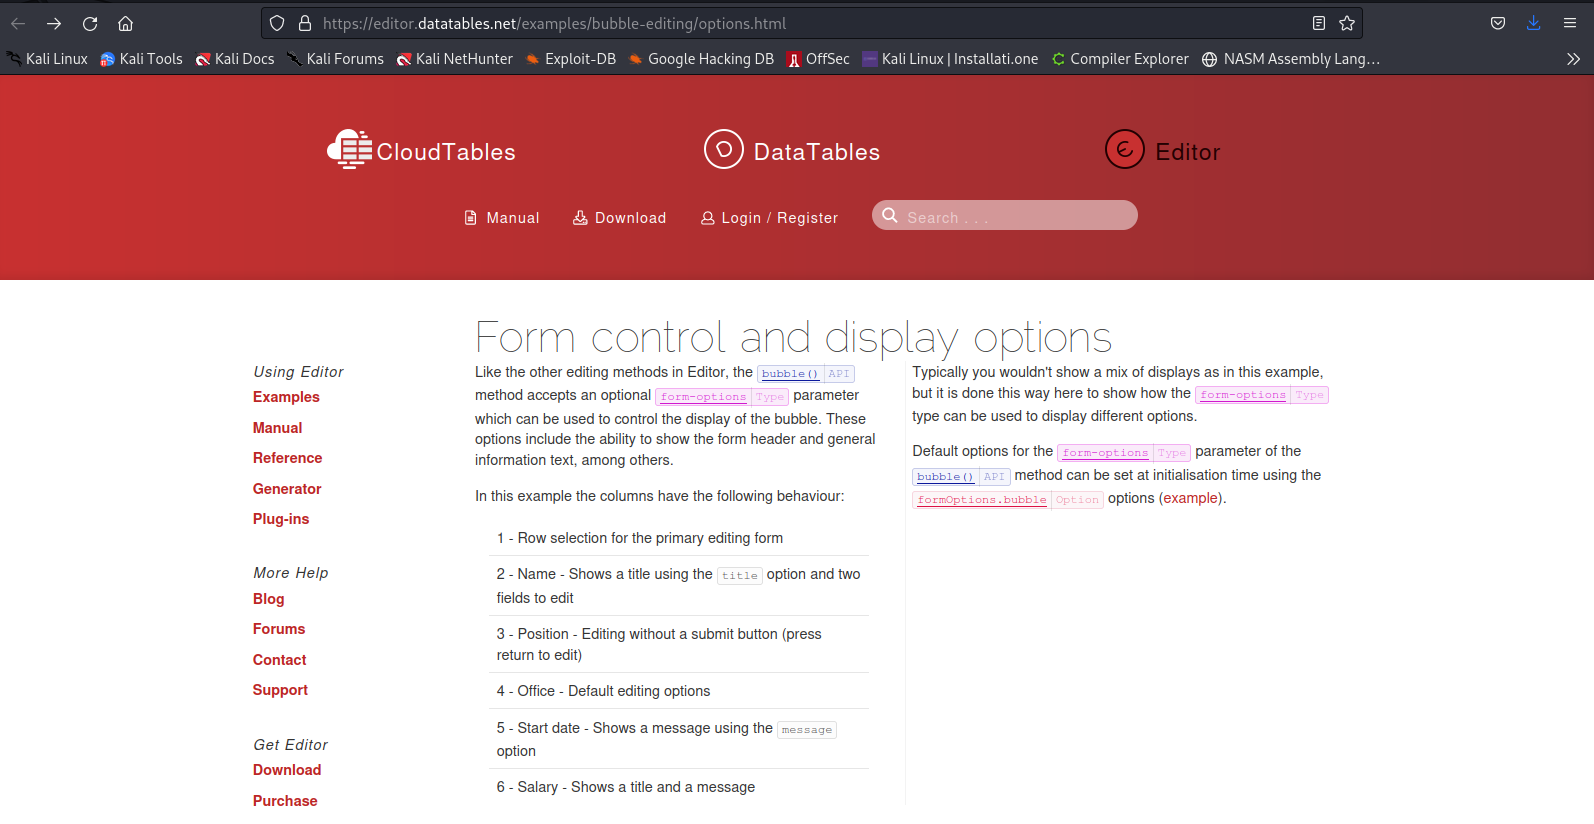 https://editor.datatables.net/examples/bubble-editing/options.html
Kali Linux Kali Tools Kali Docs Kali Forums Kali NetHunter Exploit-DB Google Hacking DB OffSec Kali Linux | Installati.one Compiler Explorer NASM Assembly Lang…
CloudTables DataTables Editor
Manual Download Login / Register Search . . .
Form control and display options
Using Editor
Examples
Manual
Reference
Generator
Plug-ins
More Help
Blog
Forums
Contact
Support
Get Editor
Download
Purchase
Like the other editing methods in Editor, the bubble() API
method accepts an optional form-options Type parameter
which can be used to control the display of the bubble. These
options include the ability to show the form header and general
information text, among others.
In this example the columns have the following behaviour:
1 - Row selection for the primary editing form
2 - Name - Shows a title using the title option and two
fields to edit
3 - Position - Editing without a submit button (press
return to edit)
4 - Office - Default editing options
5 - Start date - Shows a message using the message
option
6 - Salary - Shows a title and a message
Typically you wouldn't show a mix of displays as in this example,
but it is done this way here to show how the form-options Type
type can be used to display different options.
Default options for the form-options Type parameter of the
bubble() API method can be set at initialisation time using the
formOptions.bubble Option options (example).